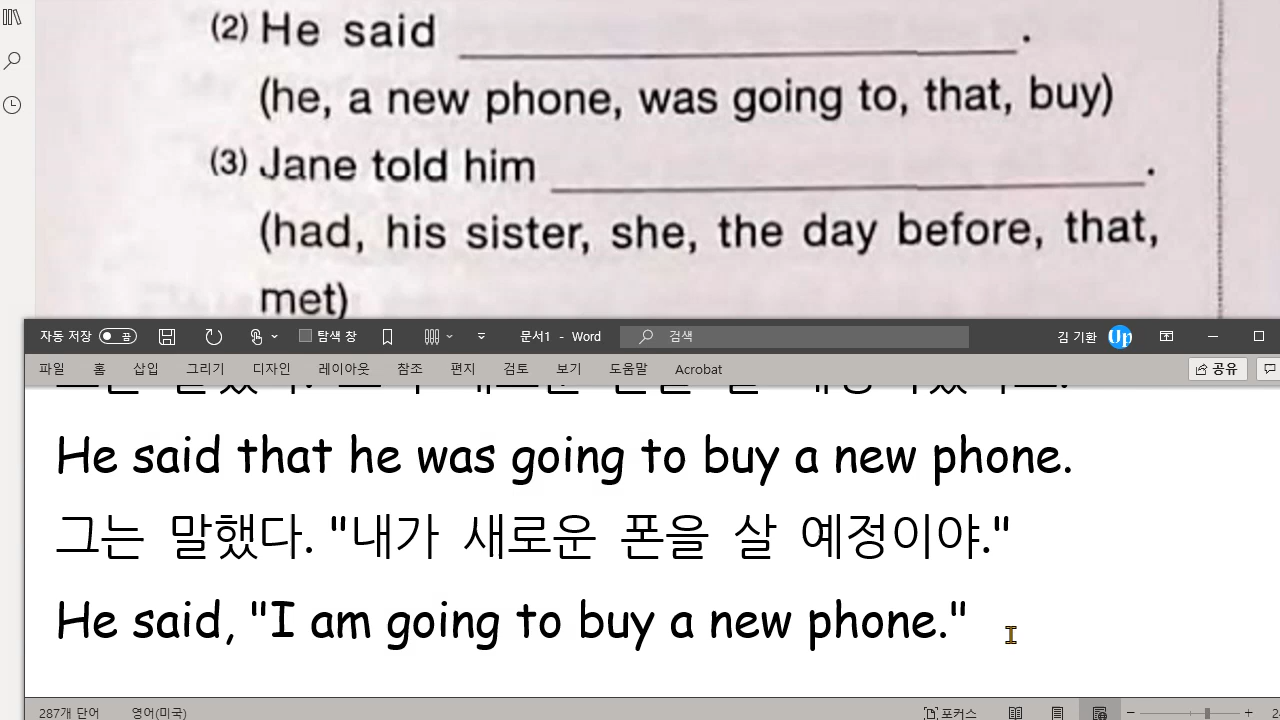 (2) He said ____________.
(he, a new phone, was going to, that, buy)
(3) Jane told him ____________.
(had, his sister, she, the day before, that,
met)
자동 저장 끔 탐색 창 문서1 - Word 검색 김 기환
파일 홈 삽입 그리기 디자인 레이아웃 참조 편지 검토 보기 도움말 Acrobat 공유
He said that he was going to buy a new phone.
그는 말했다. "내가 새로운 폰을 살 예정이야."
He said, "I am going to buy a new phone."
287개 단어 영어(미국) 포커스